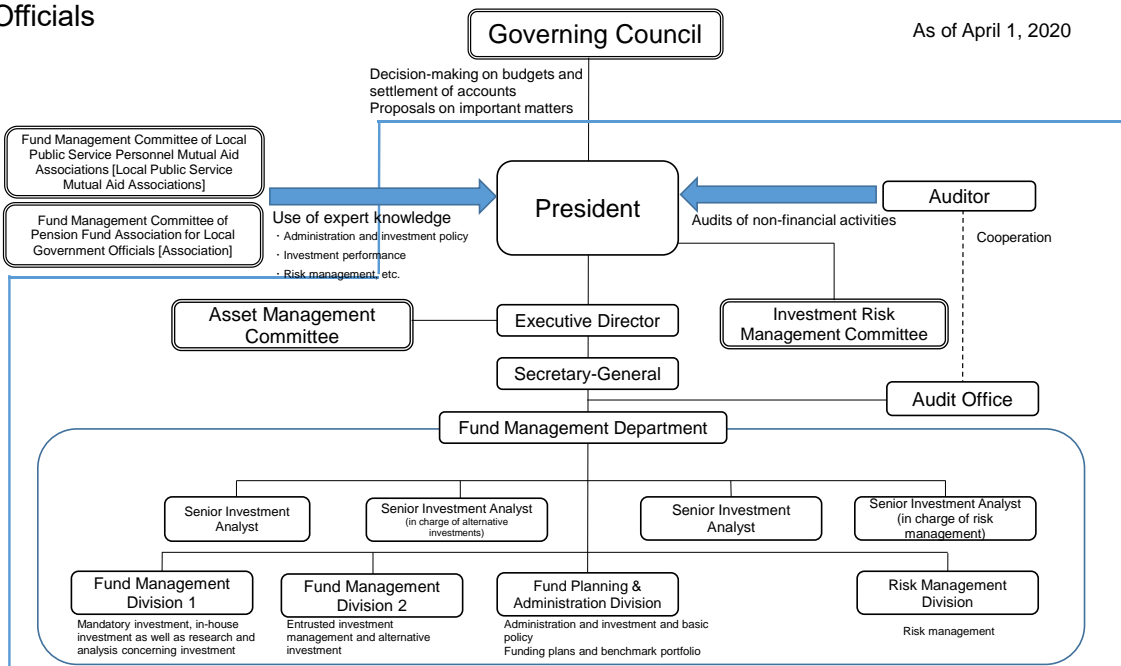 Officials
As of April 1, 2020
Governing Council
Decision-making on budgets and
settlement of accounts
Proposals on important matters
Fund Management Committee of Local
Public Service Personnel Mutual Aid
Associations [Local Public Service
Mutual Aid Associations]
Fund Management Committee of
Pension Fund Association for Local
Government Officials [Association]
Use of expert knowledge
・Administration and investment policy
・Investment performance
・Risk management, etc.
President
Audits of non-financial activities
Auditor
Cooperation
Asset Management
Committee
Executive Director
Investment Risk
Management Committee
Secretary-General
Audit Office
Fund Management Department
Senior Investment
Analyst
Senior Investment Analyst
(in charge of alternative
investments)
Senior Investment
Analyst
Senior Investment Analyst
(in charge of risk
management)
Fund Management
Division 1
Mandatory investment, in-house
investment as well as research and
analysis concerning investment
Fund Management
Division 2
Entrusted investment
management and alternative
investment
Fund Planning &
Administration Division
Administration and investment and basic
policy
Funding plans and benchmark portfolio
Risk Management
Division
Risk management